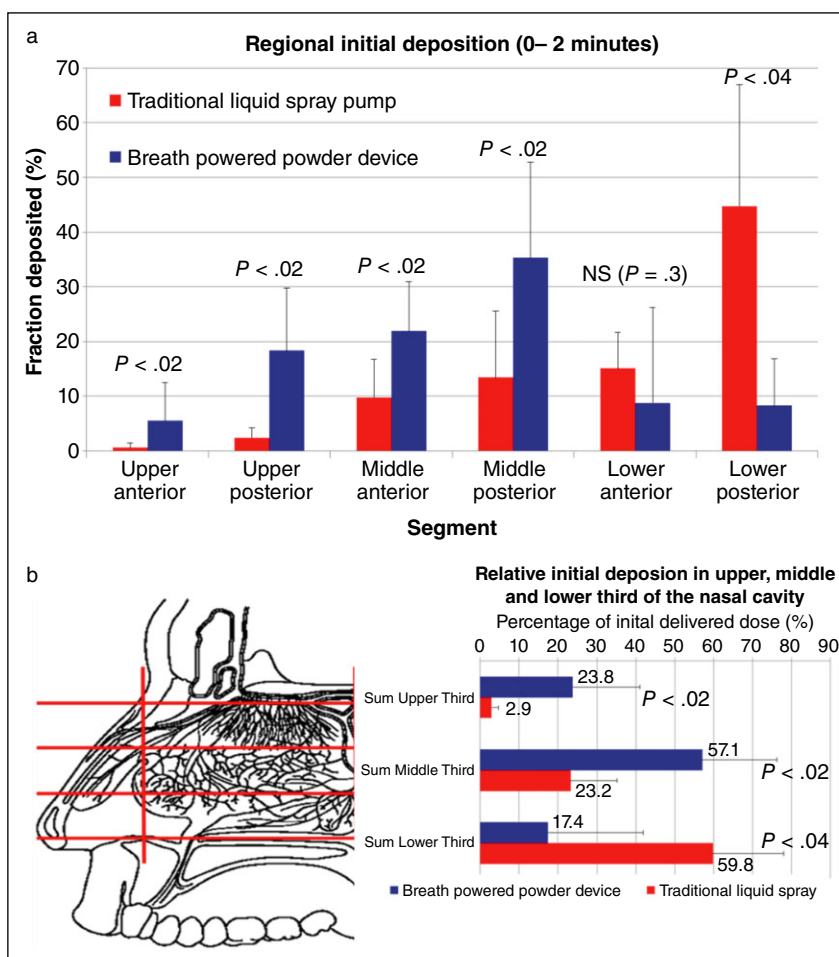 a
Regional initial deposition (0– 2 minutes)
70
60
50
40
30
20
10
0
Fraction deposited (%)
Traditional liquid spray pump
Breath powered powder device
P < .02
P < .02
P < .02
P < .02
NS (P = .3)
P < .04
Upper anterior
Upper posterior
Middle anterior
Middle posterior
Lower anterior
Lower posterior
Segment
b
Relative initial deposion in upper, middle
and lower third of the nasal cavity
Percentage of inital delivered dose (%)
0 10 20 30 40 50 60 70 80 90
Sum Upper Third
23.8
2.9
P < .02
Sum Middle Third
57.1
23.2
P < .02
Sum Lower Third
17.4
59.8
P < .04
Breath powered powder device
Traditional liquid spray